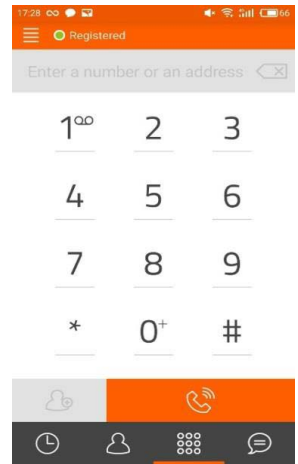 17:28 66
Registered
Enter a number or an address
1 2 3
4 5 6
7 8 9
* 0+ #